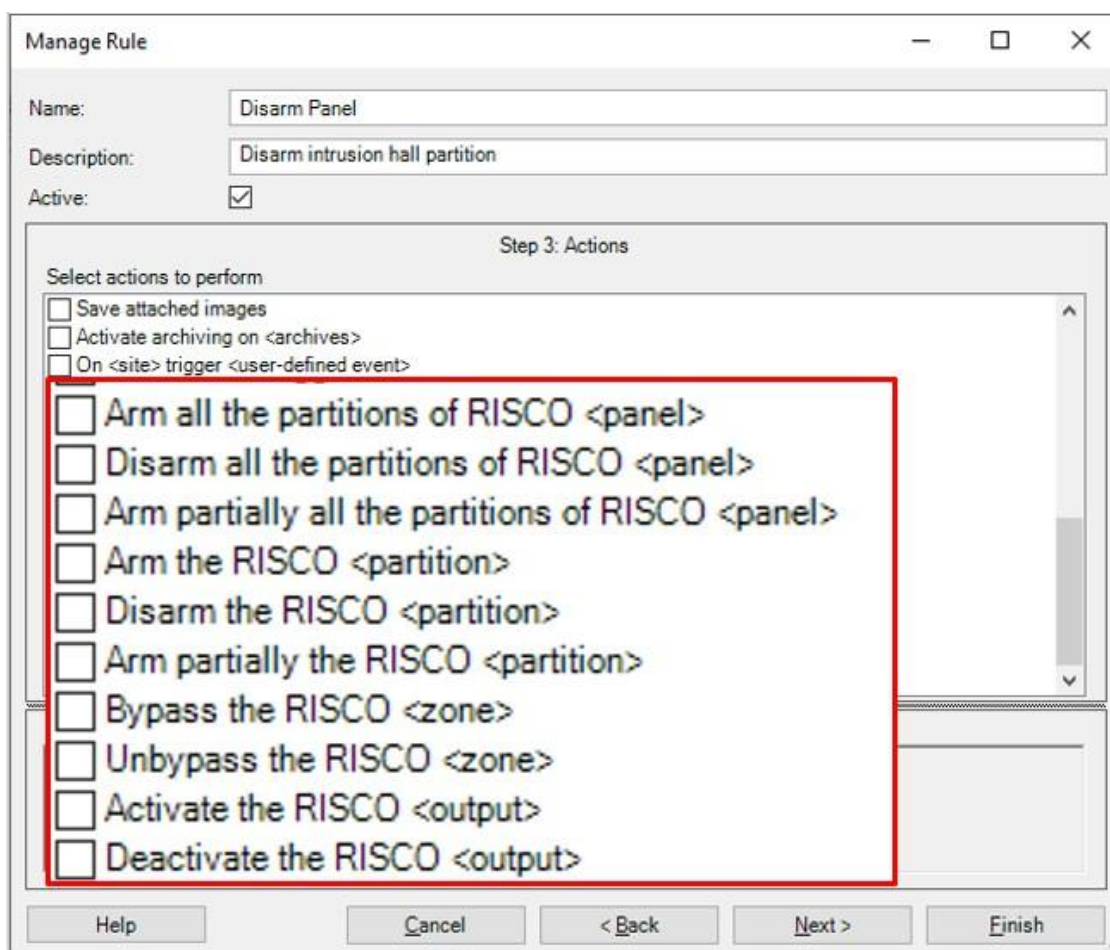 Manage Rule
Name: Disarm Panel
Description: Disarm intrusion hall partition
Active:
Step 3: Actions
Select actions to perform
Save attached images
Activate archiving on <archives>
On <site> trigger <user-defined event>
Arm all the partitions of RISCO <panel>
Disarm all the partitions of RISCO <panel>
Arm partially all the partitions of RISCO <panel>
Arm the RISCO <partition>
Disarm the RISCO <partition>
Arm partially the RISCO <partition>
Bypass the RISCO <zone>
Unbypass the RISCO <zone>
Activate the RISCO <output>
Deactivate the RISCO <output>
Help Cancel < Back Next > Finish